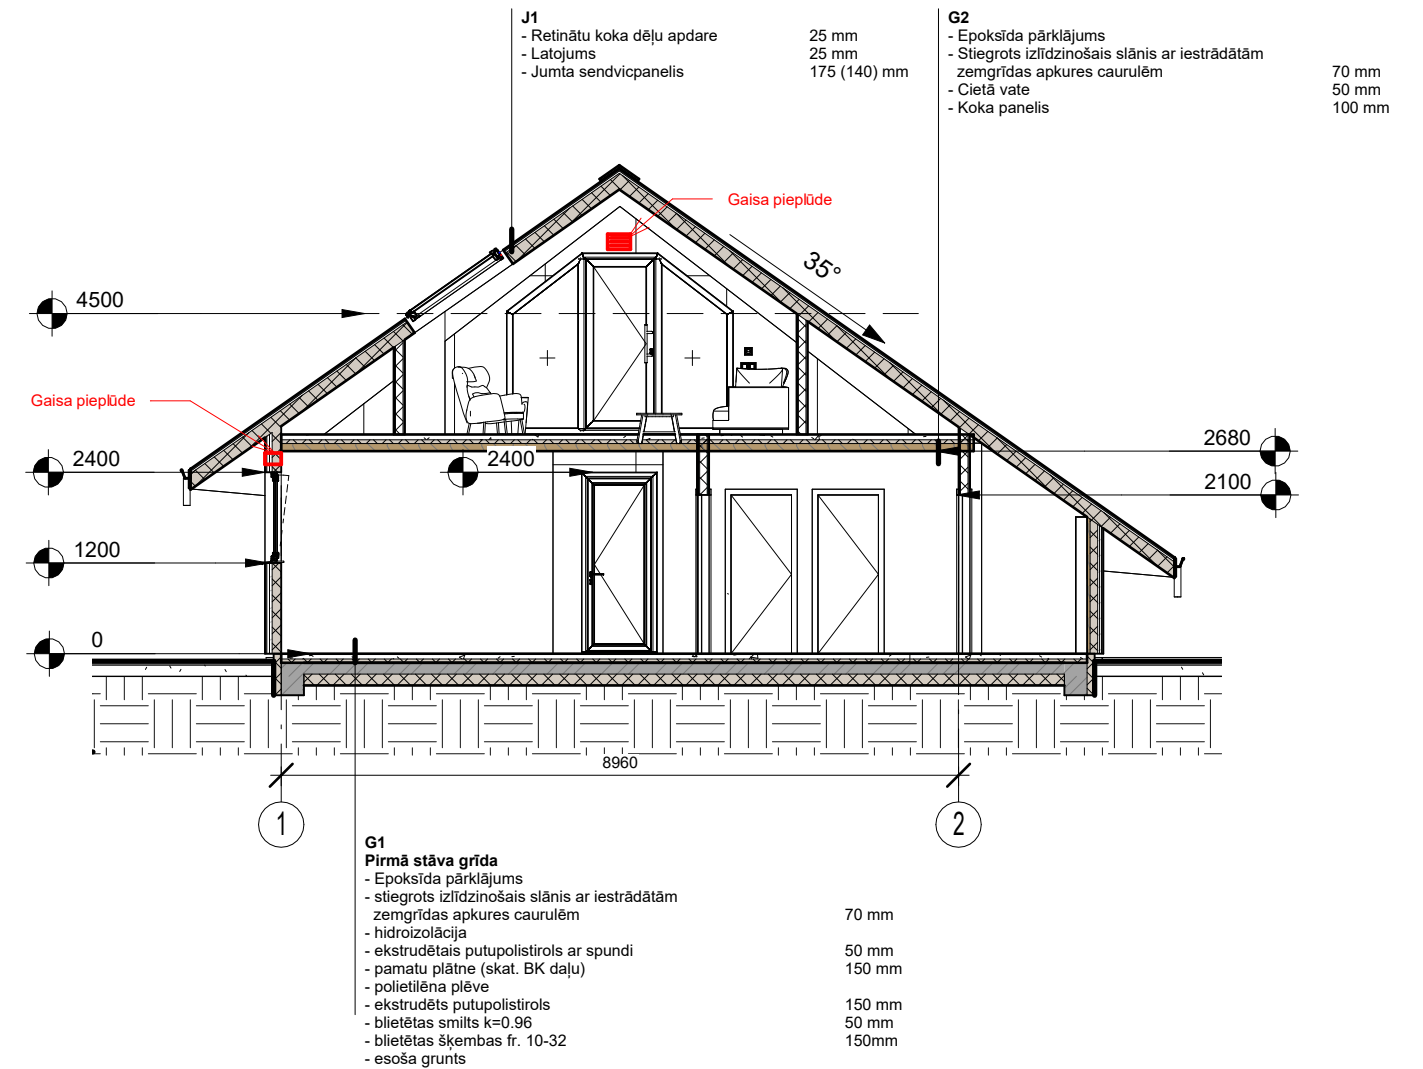 J1
- Retinātu koka dēļu apdare 25 mm
- Latojums 25 mm
- Jumta sendvicpanelis 175 (140) mm
G2
- Epoksīda pārklājums
- Stiegrots izlīdzinošais slānis ar iestrādātām
zemgrīdas apkures caurulēm 70 mm
- Cietā vate 50 mm
- Koka panelis 100 mm
Gaisa pieplūde
35°
4500
Gaisa pieplūde
2400
2400
2680
2100
1200
0
8960
1
2
G1
Pirmā stāva grīda
- Epoksīda pārklājums
- stiegrots izlīdzinošais slānis ar iestrādātām
zemgrīdas apkures caurulēm 70 mm
- hidroizolācija
- ekstrudētais putupolistirols ar spundi 50 mm
- pamatu plātne (skat. BK daļu) 150 mm
- polietilēna plēve
- ekstrudēts putupolistirols 150 mm
- blietētas smilts k=0.96 50 mm
- blietētas šķembas fr. 10-32 150mm
- esoša grunts